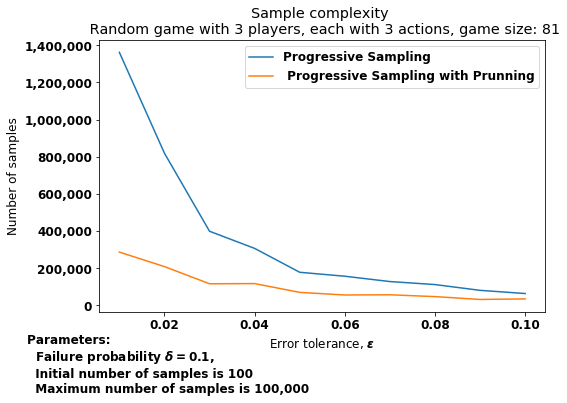 Sample complexity
Random game with 3 players, each with 3 actions, game size: 81
1,400,000
1,200,000
1,000,000
800,000
600,000
400,000
200,000
0
Number of samples
Progressive Sampling
Progressive Sampling with Prunning
0.02 0.04 0.06 0.08 0.10
Error tolerance, ε
Parameters:
Failure probability δ = 0.1,
Initial number of samples is 100
Maximum number of samples is 100,000